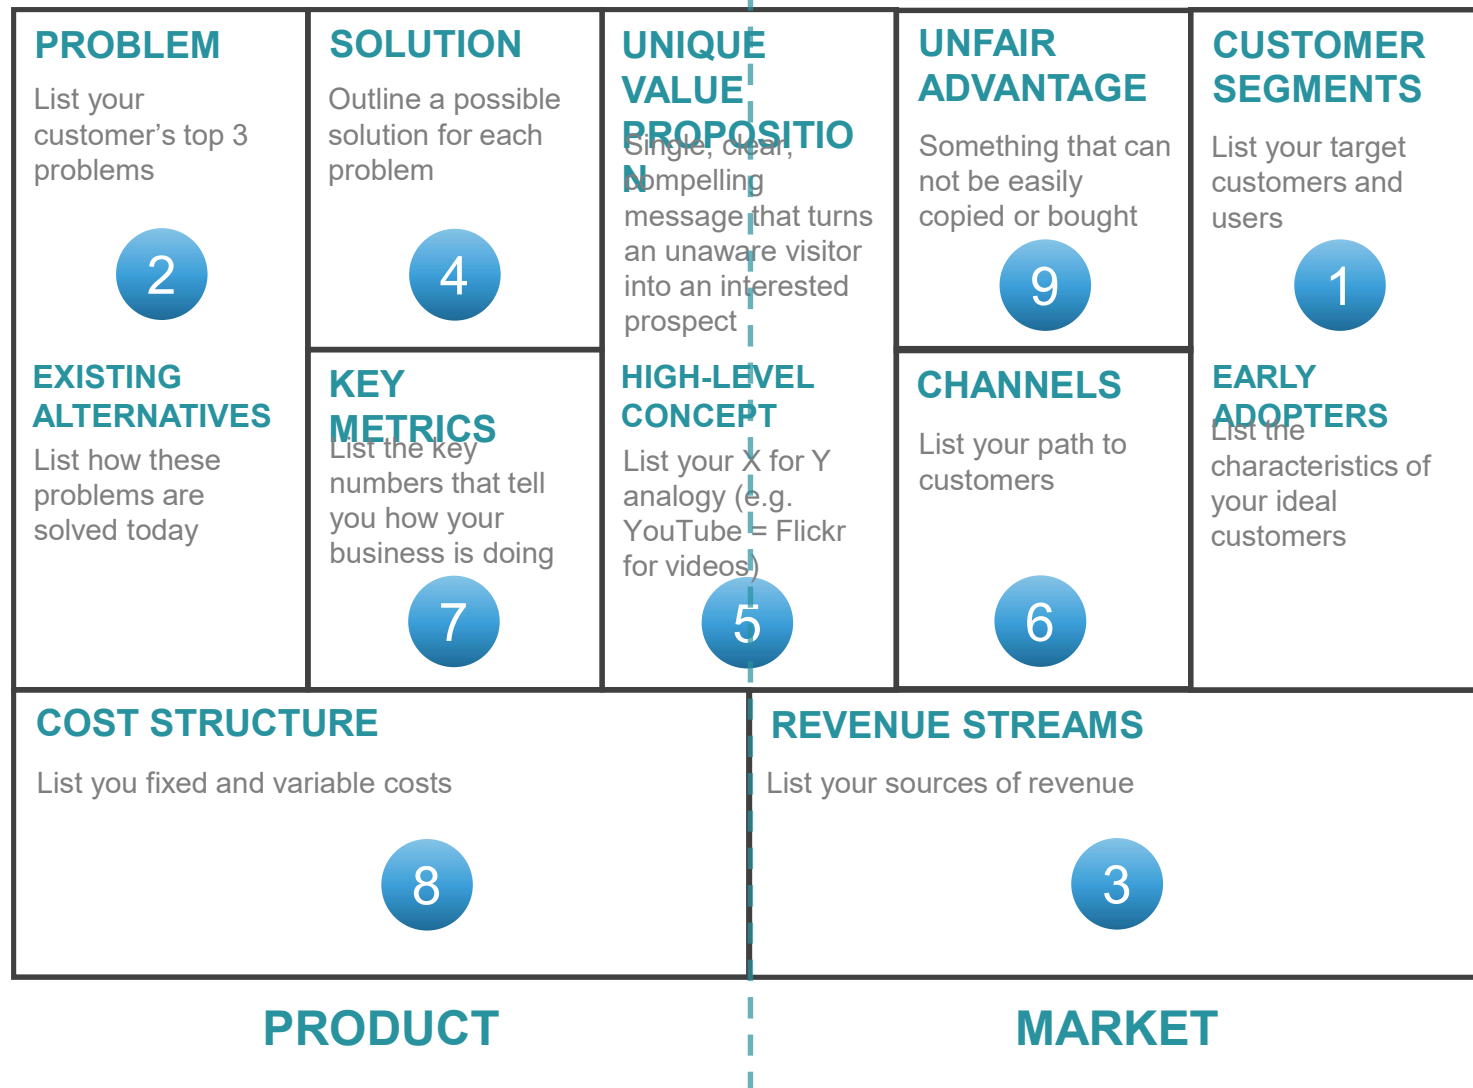 PROBLEM
List your
customer's top 3
problems
2
EXISTING
ALTERNATIVES
List how these
problems are
solved today
SOLUTION
Outline a possible
solution for each
problem
4
KEY
METRICS
List the key
numbers that tell
you how your
business is doing
7
UNIQUE
VALUE
PROPOSITIO
N
Single, clear,
compelling
message that turns
an unaware visitor
into an interested
prospect
HIGH-LEVEL
CONCEPT
List your X for Y
analogy (e.g.
YouTube = Flickr
for videos)
5
UNFAIR
ADVANTAGE
Something that can
not be easily
copied or bought
9
CHANNELS
List your path to
customers
6
CUSTOMER
SEGMENTS
List your target
customers and
users
1
EARLY
ADOPTERS
List the
characteristics of
your ideal
customers
COST STRUCTURE
List you fixed and variable costs
8
REVENUE STREAMS
List your sources of revenue
3
PRODUCT
MARKET